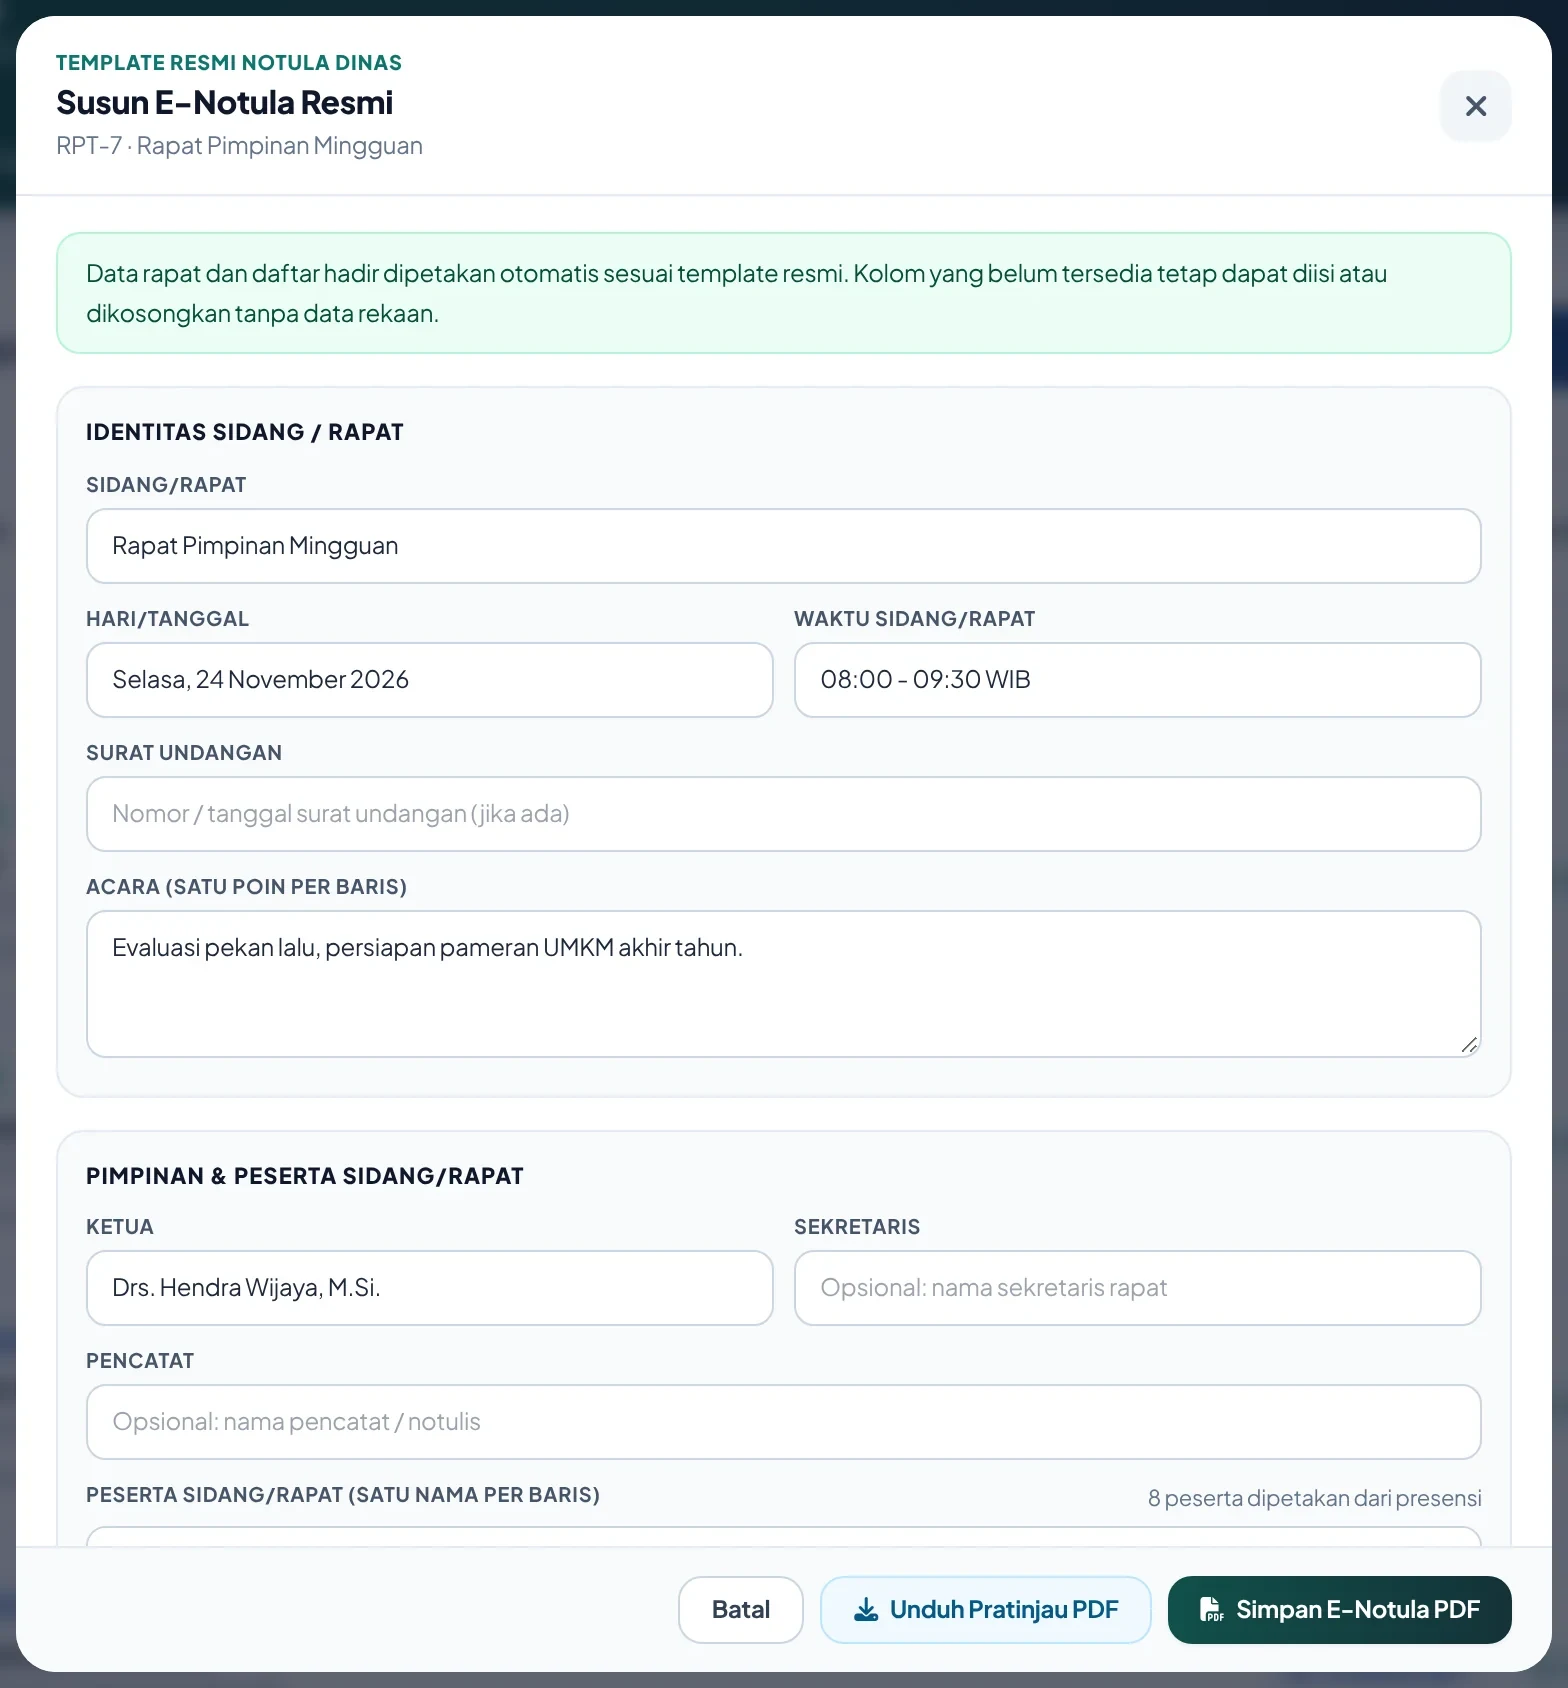 TEMPLATE RESMI NOTULA DINAS
Susun E-Notula Resmi
RPT-7 · Rapat Pimpinan Mingguan
Data rapat dan daftar hadir dipetakan otomatis sesuai template resmi. Kolom yang belum tersedia tetap dapat diisi atau
dikosongkan tanpa data rekaan.
IDENTITAS SIDANG / RAPAT
SIDANG/RAPAT
Rapat Pimpinan Mingguan
HARI/TANGGAL
Selasa, 24 November 2026
WAKTU SIDANG/RAPAT
08:00 - 09:30 WIB
SURAT UNDANGAN
Nomor / tanggal surat undangan (jika ada)
ACARA (SATU POIN PER BARIS)
Evaluasi pekan lalu, persiapan pameran UMKM akhir tahun.
PIMPINAN & PESERTA SIDANG/RAPAT
KETUA
Drs. Hendra Wijaya, M.Si.
SEKRETARIS
Opsional: nama sekretaris rapat
PENCATAT
Opsional: nama pencatat / notulis
PESERTA SIDANG/RAPAT (SATU NAMA PER BARIS)
8 peserta dipetakan dari presensi
Batal
Unduh Pratinjau PDF
PDF
Simpan E-Notula PDF